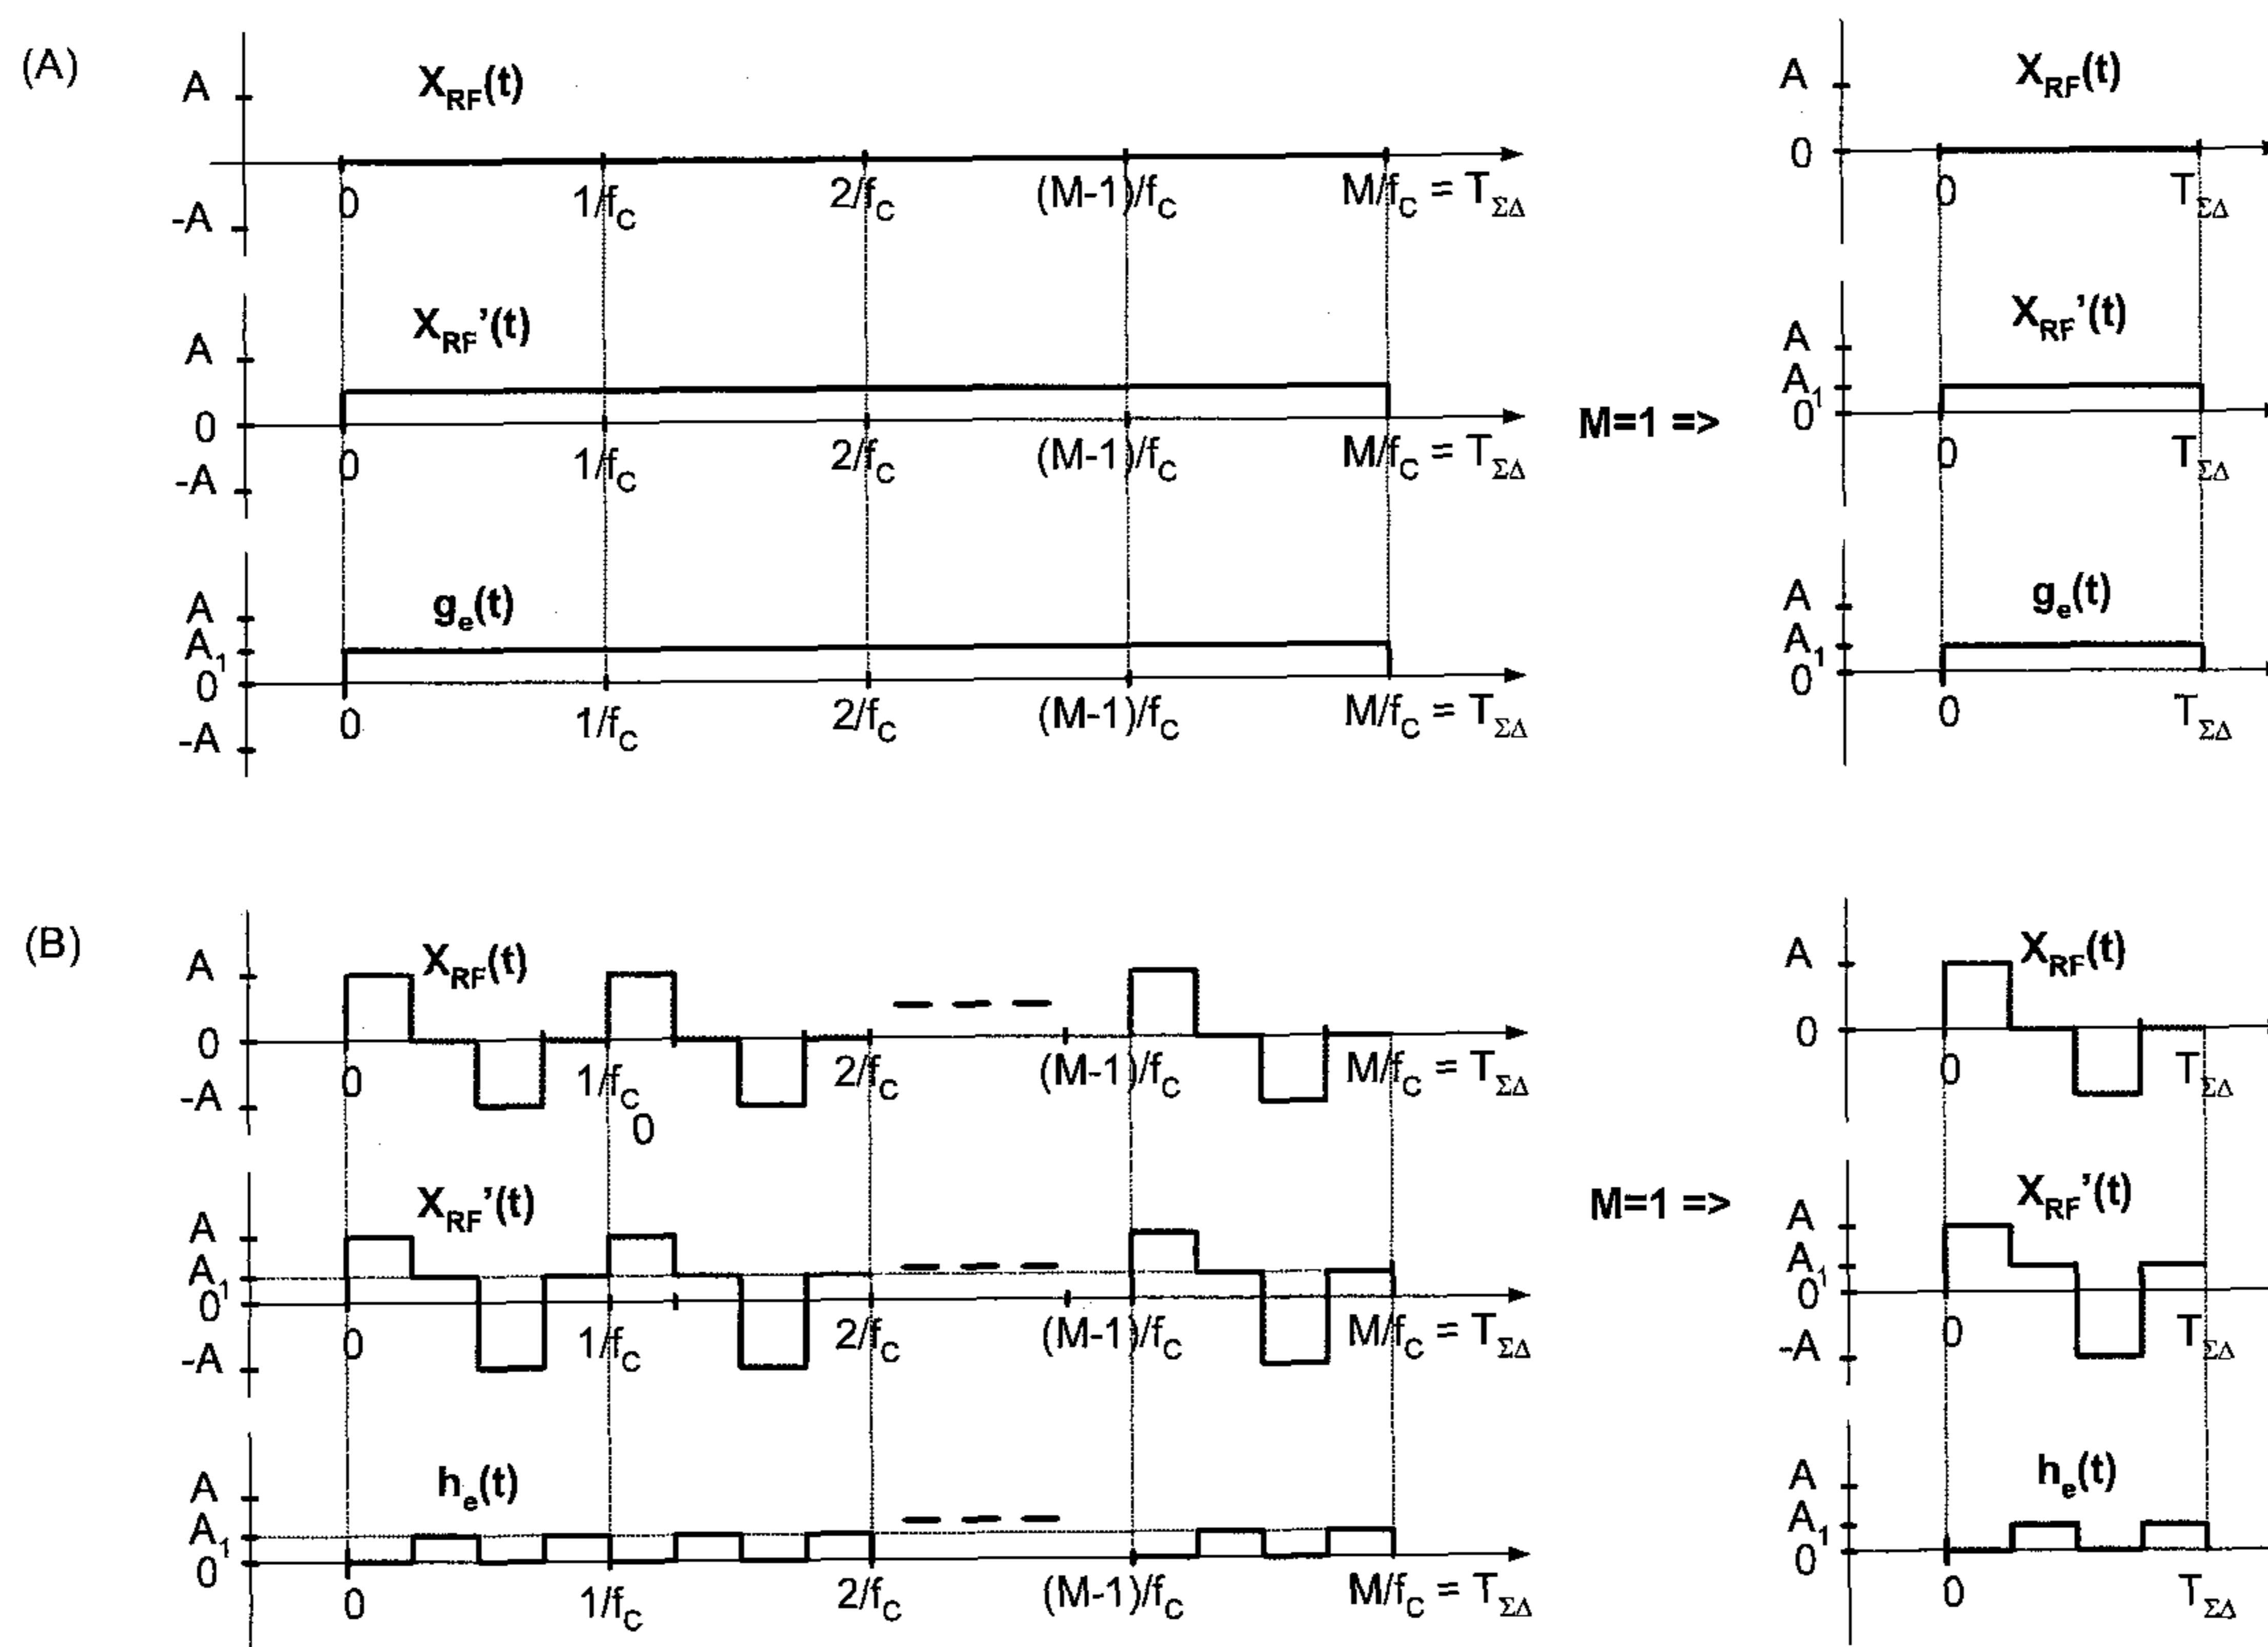 (A)
A
X_RF(t)
-A
0 1/f_C 2/f_C (M-1)/f_C M/f_C = T_ΣΔ
A
X_RF'(t)
0
-A
0 1/f_C 2/f_C (M-1)/f_C M/f_C = T_ΣΔ
A
A_1
g_e(t)
0
-A
0 1/f_C 2/f_C (M-1)/f_C M/f_C = T_ΣΔ
M=1 =>
A
X_RF(t)
0
0 T_ΣΔ
A
X_RF'(t)
A_1
0
0 T_ΣΔ
A
g_e(t)
A_1
0
0 T_ΣΔ
(B)
A
X_RF(t)
0
-A
0 1/f_C 2/f_C (M-1)/f_C M/f_C = T_ΣΔ
0
A
X_RF'(t)
A_1
0
-A
0 1/f_C 2/f_C (M-1)/f_C M/f_C = T_ΣΔ
A
h_e(t)
A_1
0
0 1/f_C 2/f_C (M-1)/f_C M/f_C = T_ΣΔ
M=1 =>
A
X_RF(t)
0
0 T_ΣΔ
A
X_RF'(t)
A_1
0
-A
0 T_ΣΔ
A
h_e(t)
A_1
0
0 T_ΣΔ